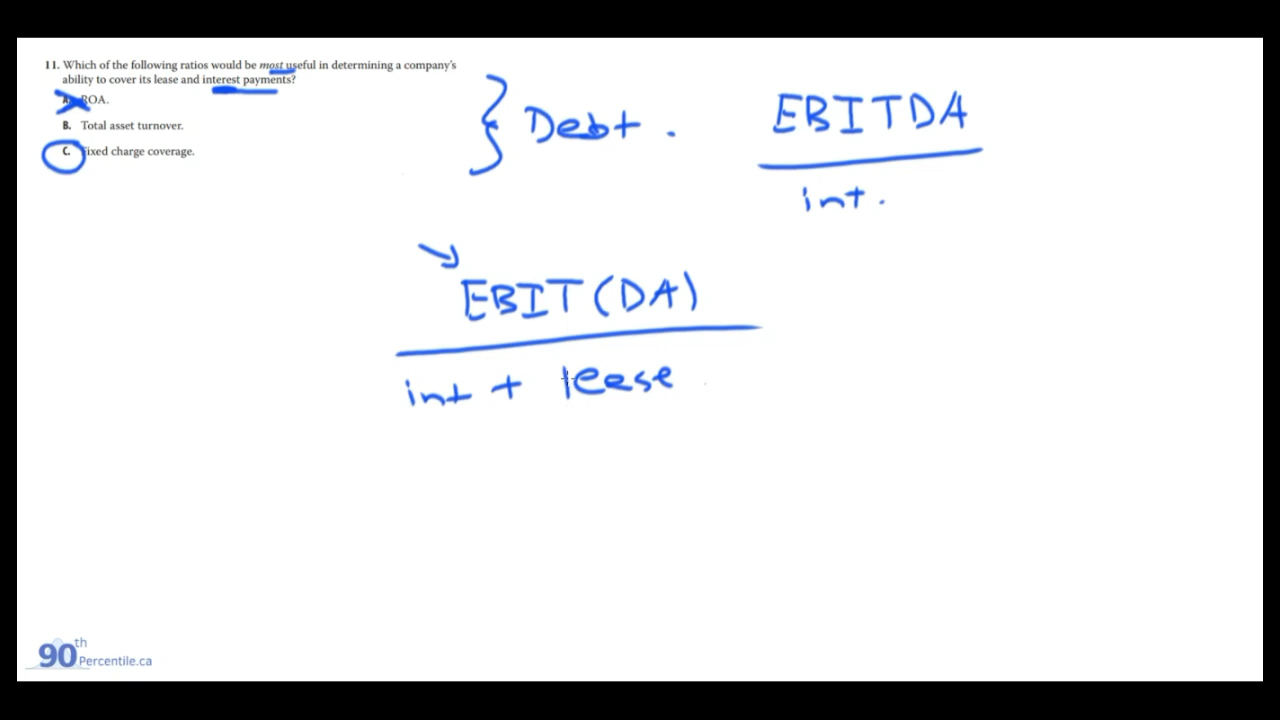 11. Which of the following ratios would be most useful in determining a company's
ability to cover its lease and interest payments?
ROA.
B. Total asset turnover.
C. Fixed charge coverage.
Debt.
EBITDA
int.
EBIT(DA)
int + lease
90th
Percentile.ca